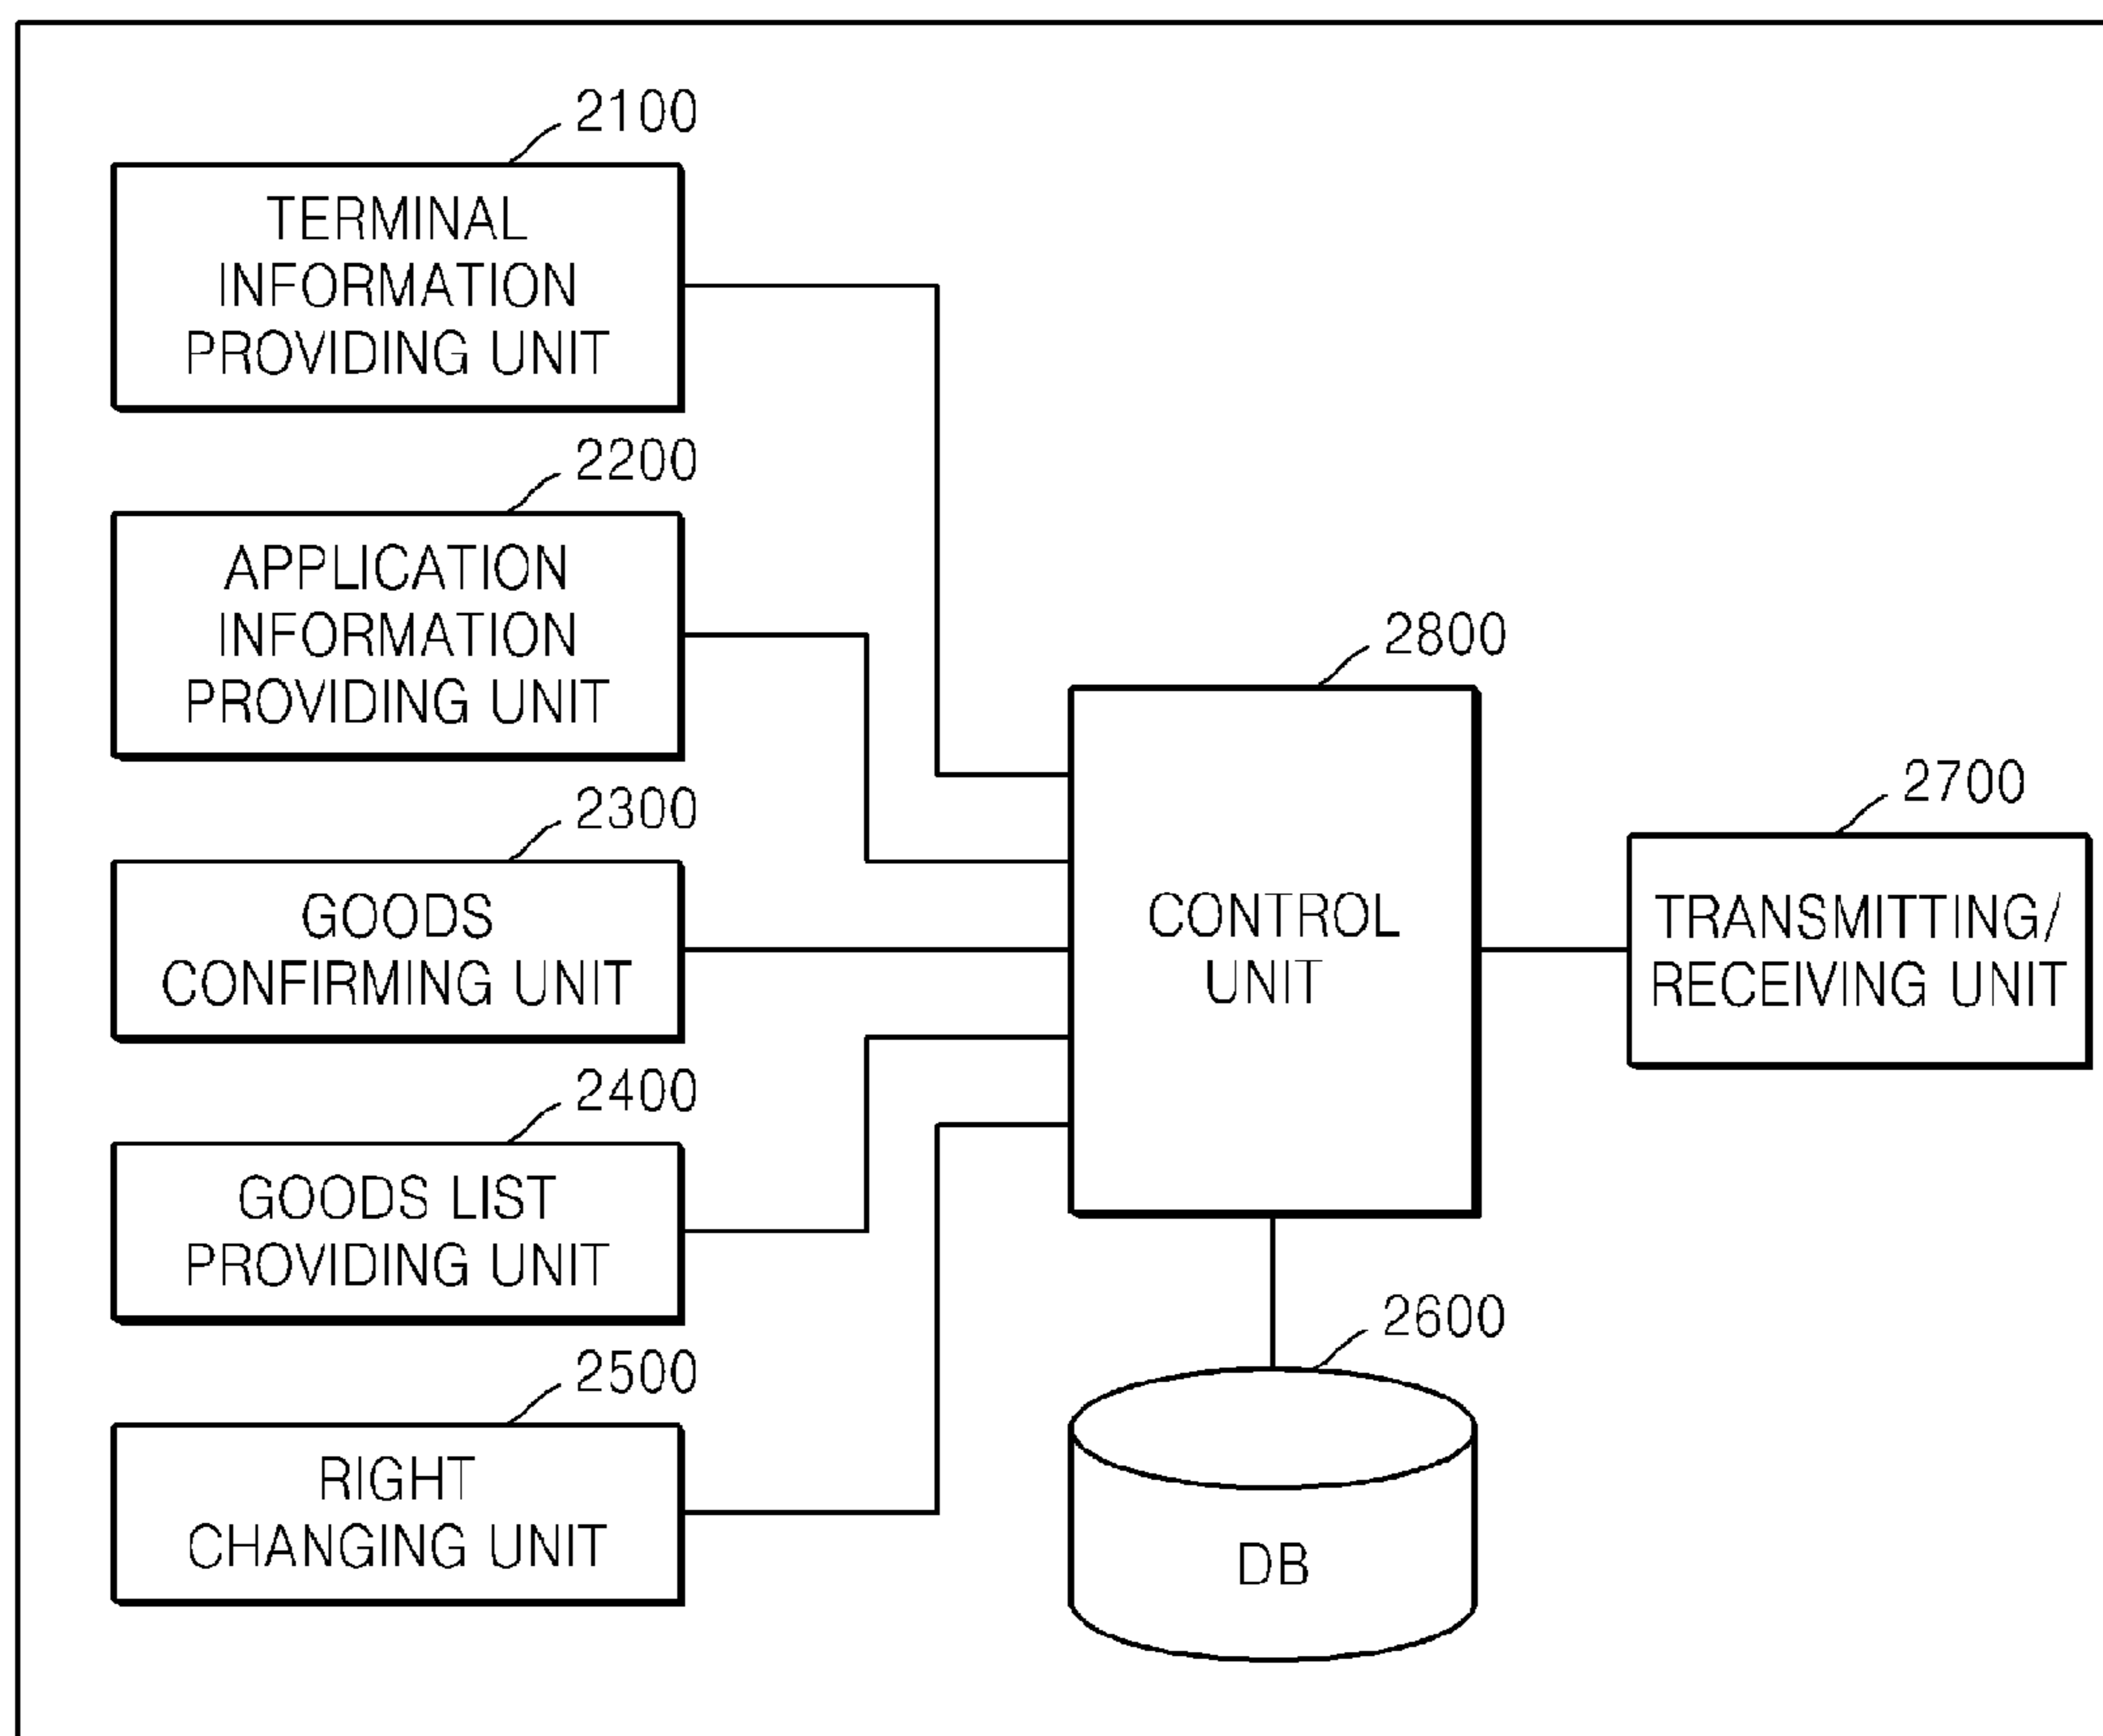 2100
TERMINAL
INFORMATION
PROVIDING UNIT
2200
APPLICATION
INFORMATION
PROVIDING UNIT
2300
GOODS
CONFIRMING UNIT
2400
GOODS LIST
PROVIDING UNIT
2500
RIGHT
CHANGING UNIT
2800
CONTROL
UNIT
2700
TRANSMITTING/
RECEIVING UNIT
2600
DB